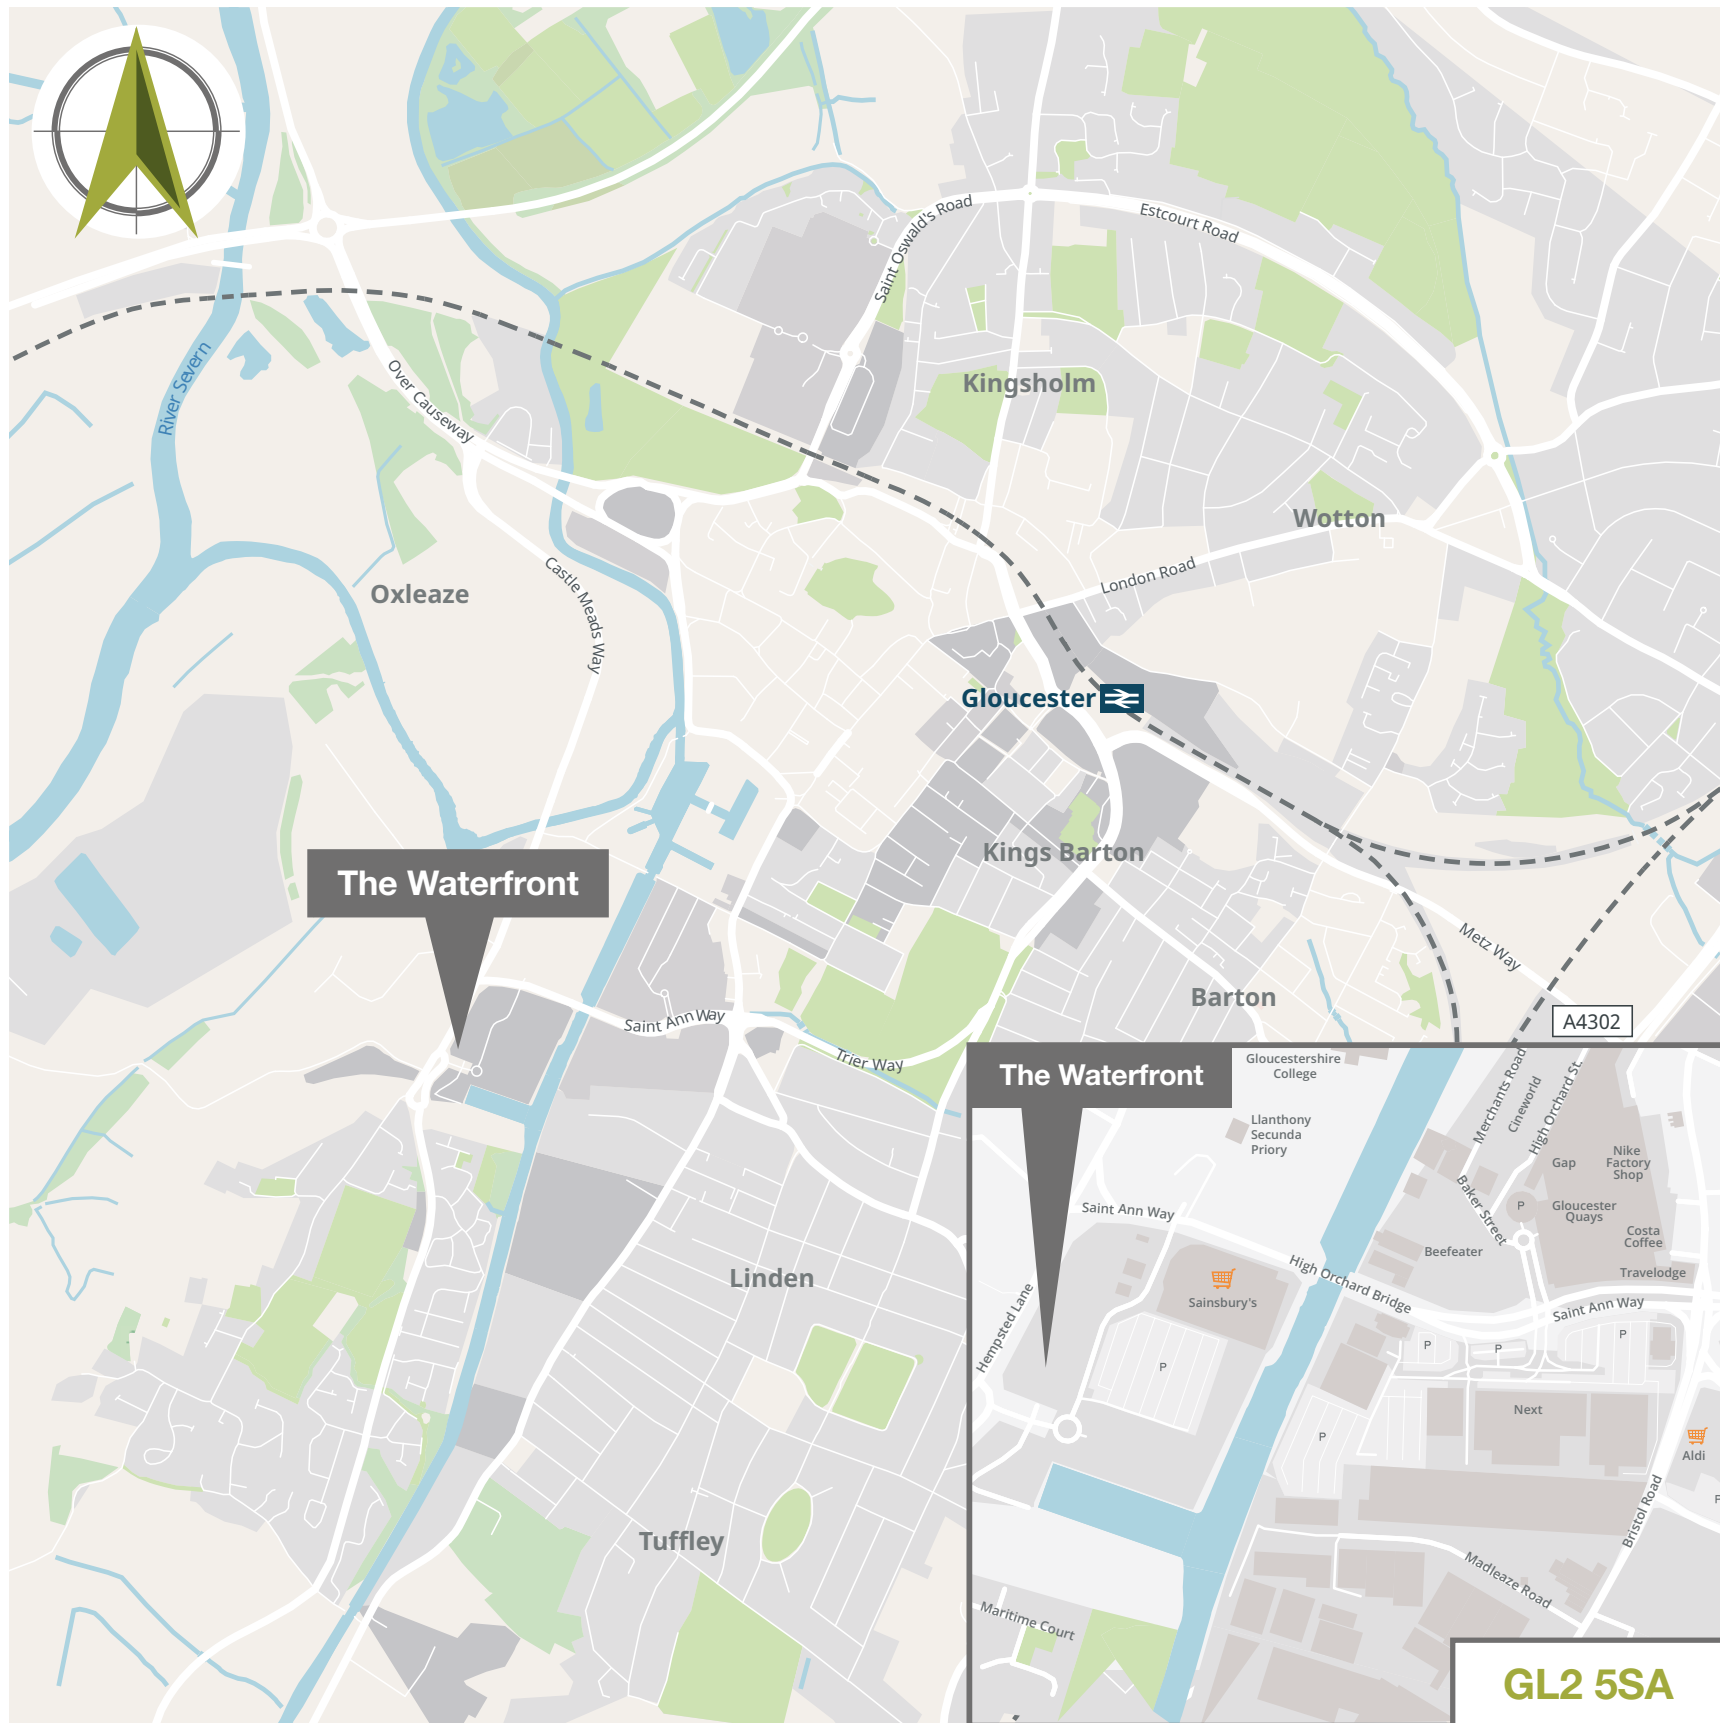 Saint Oswald's Road
Estcourt Road
River Severn
Over Causeway
Kingsholm
Wotton
London Road
Castle Meads Way
Oxleaze
Gloucester
Kings Barton
The Waterfront
Metz Way
Barton
A4302
Saint Ann Way
Trier Way
Linden
Tuffley
The Waterfront
Gloucestershire
College
Llanthony
Secunda
Priory
Merchants Road
Cineworld
High Orchard St.
Gap
Nike
Factory
Shop
Baker Street
P
Gloucester
Quays
Costa
Coffee
Beefeater
Travelodge
Saint Ann Way
High Orchard Bridge
Saint Ann Way
Hempsted Lane
Sainsbury's
P
P
P
P
P
Next
Aldi
P
Bristol Road
Madleaze Road
Maritime Court
GL2 5SA